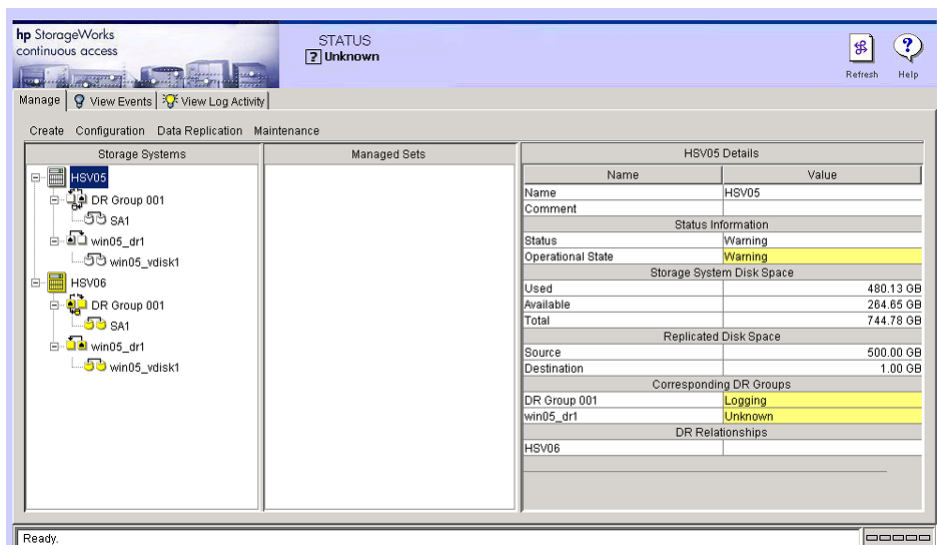 hp StorageWorks
continuous access
STATUS
? Unknown
Refresh
? Help
Manage View Events View Log Activity
Create Configuration Data Replication Maintenance
Storage Systems
HSV05
DR Group 001
SA1
win05_dr1
win05_vdisk1
HSV06
DR Group 001
SA1
win05_dr1
win05_vdisk1
Managed Sets
HSV05 Details
Name Value
Name HSV05
Comment
Status Information
Status Warning
Operational State Warning
Storage System Disk Space
Used 480.13 GB
Available 264.65 GB
Total 744.78 GB
Replicated Disk Space
Source 500.00 GB
Destination 1.00 GB
Corresponding DR Groups
DR Group 001 Logging
win05_dr1 Unknown
DR Relationships
HSV06
Ready.